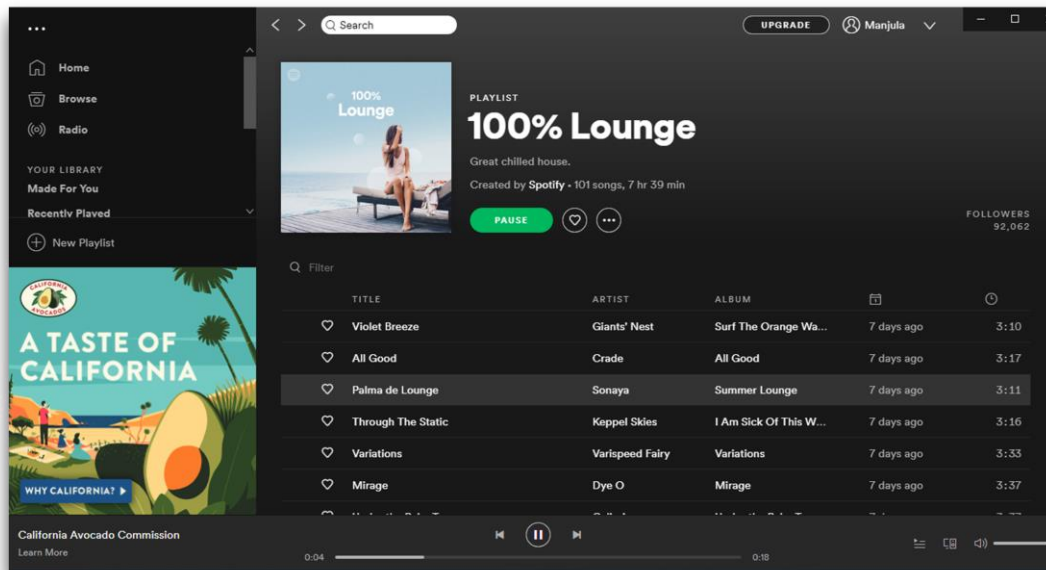 Search
UPGRADE
Manjula
Home
Browse
Radio
YOUR LIBRARY
Made For You
Recently Played
New Playlist
100%
Lounge
PLAYLIST
100% Lounge
Great chilled house.
Created by Spotify • 101 songs, 7 hr 39 min
PAUSE
FOLLOWERS
92,062
Filter
TITLE ARTIST ALBUM
Violet Breeze Giants' Nest Surf The Orange Wa... 7 days ago 3:10
All Good Crade All Good 7 days ago 3:17
Palma de Lounge Sonaya Summer Lounge 7 days ago 3:11
Through The Static Keppel Skies I Am Sick Of This W... 7 days ago 3:16
Variations Varispeed Fairy Variations 7 days ago 3:33
Mirage Dye O Mirage 7 days ago 3:37
CALIFORNIA
AVOCADOS
A TASTE OF
CALIFORNIA
WHY CALIFORNIA?
California Avocado Commission
Learn More
0:04 0:18